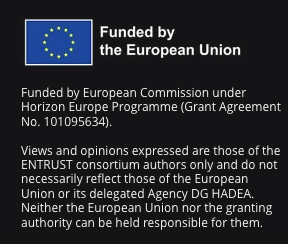 Funded by
the European Union
Funded by European Commission under
Horizon Europe Programme (Grant Agreement
No. 101095634).
Views and opinions expressed are those of the
ENTRUST consortium authors only and do not
necessarily reflect those of the European
Union or its delegated Agency DG HADEA.
Neither the European Union nor the granting
authority can be held responsible for them.